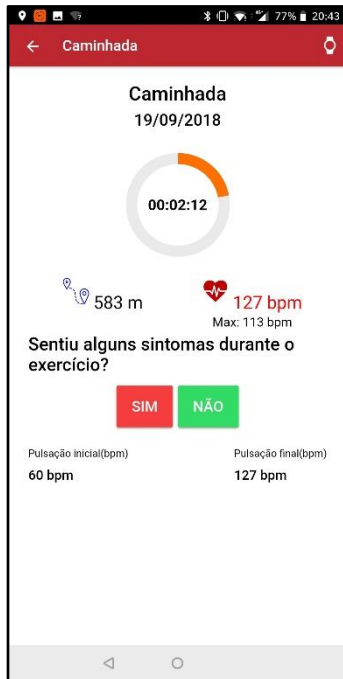 77% 20:43
Caminhada
Caminhada
19/09/2018
00:02:12
583 m
127 bpm
Max: 113 bpm
Sentiu alguns sintomas durante o
exercício?
SIM NÃO
Pulsação inicial(bpm) Pulsação final(bpm)
60 bpm 127 bpm